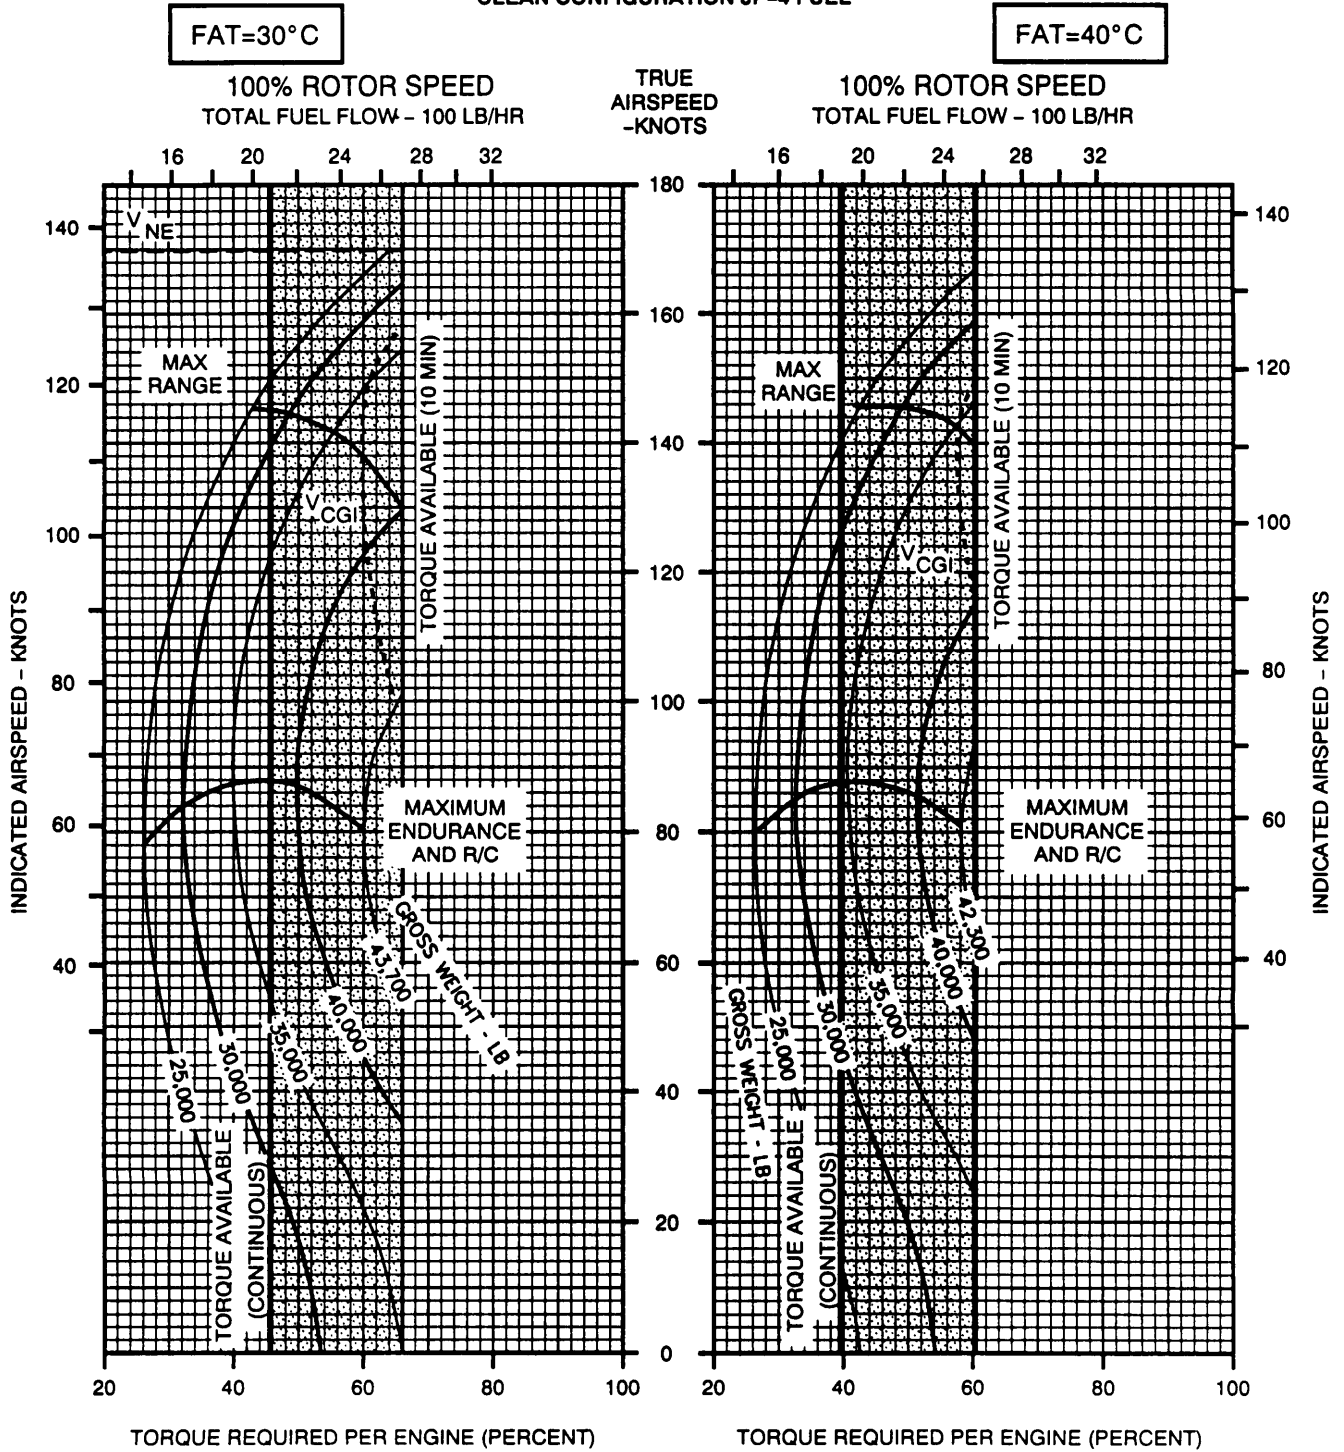 FAT=30°C
FAT=40°C
100% ROTOR SPEED
TOTAL FUEL FLOW – 100 LB/HR
TRUE
AIRSPEED
–KNOTS
100% ROTOR SPEED
TOTAL FUEL FLOW – 100 LB/HR
16 20 24 28 32
16 20 24 28 32
140
120
100
80
60
40
INDICATED AIRSPEED – KNOTS
V NE
MAX
RANGE
V CGI
TORQUE AVAILABLE (10 MIN)
MAXIMUM
ENDURANCE
AND R/C
GROSS WEIGHT - LB
43,700
40,000
35,000
30,000
25,000
TORQUE AVAILABLE
(CONTINUOUS)
20 40 60 80 100
TORQUE REQUIRED PER ENGINE (PERCENT)
180
160
140
120
100
80
60
40
20
0
MAX
RANGE
V CGI
TORQUE AVAILABLE (10 MIN)
MAXIMUM
ENDURANCE
AND R/C
42,300
40,000
35,000
30,000
25,000
GROSS WEIGHT - LB
TORQUE AVAILABLE
(CONTINUOUS)
20 40 60 80 100
TORQUE REQUIRED PER ENGINE (PERCENT)
140
120
100
80
60
40
INDICATED AIRSPEED – KNOTS